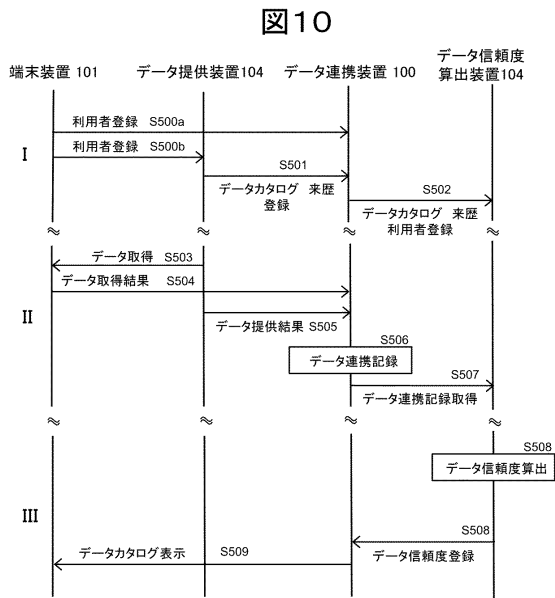 図10
端末装置 101
データ提供装置104
データ連携装置 100
データ信頼度
算出装置104
利用者登録 S500a
I
利用者登録 S500b
S501
データカタログ 来歴
登録
S502
データカタログ 来歴
利用者登録
データ取得 S503
データ取得結果 S504
II
データ提供結果 S505
S506
データ連携記録
S507
データ連携記録取得
S508
データ信頼度算出
III
S508
データ信頼度登録
データカタログ表示 S509